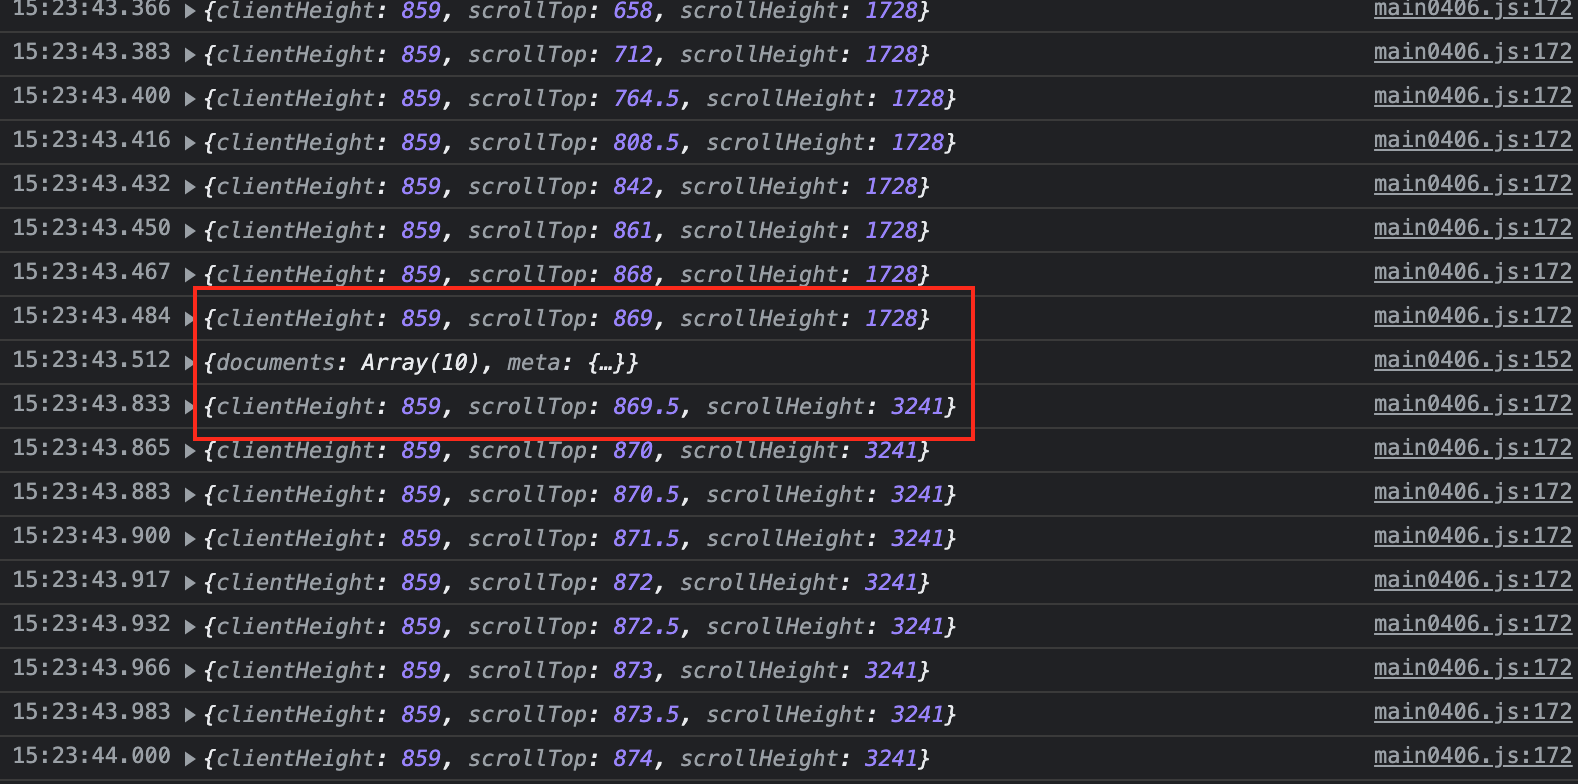 15:23:43.366 ▶{clientHeight: 859, scrollTop: 658, scrollHeight: 1728} main0406.js:172
15:23:43.383 ▶{clientHeight: 859, scrollTop: 712, scrollHeight: 1728} main0406.js:172
15:23:43.400 ▶{clientHeight: 859, scrollTop: 764.5, scrollHeight: 1728} main0406.js:172
15:23:43.416 ▶{clientHeight: 859, scrollTop: 808.5, scrollHeight: 1728} main0406.js:172
15:23:43.432 ▶{clientHeight: 859, scrollTop: 842, scrollHeight: 1728} main0406.js:172
15:23:43.450 ▶{clientHeight: 859, scrollTop: 861, scrollHeight: 1728} main0406.js:172
15:23:43.467 ▶{clientHeight: 859, scrollTop: 868, scrollHeight: 1728} main0406.js:172
15:23:43.484 ▶{clientHeight: 859, scrollTop: 869, scrollHeight: 1728} main0406.js:172
15:23:43.512 ▶{documents: Array(10), meta: {…}} main0406.js:152
15:23:43.833 ▶{clientHeight: 859, scrollTop: 869.5, scrollHeight: 3241} main0406.js:172
15:23:43.865 ▶{clientHeight: 859, scrollTop: 870, scrollHeight: 3241} main0406.js:172
15:23:43.883 ▶{clientHeight: 859, scrollTop: 870.5, scrollHeight: 3241} main0406.js:172
15:23:43.900 ▶{clientHeight: 859, scrollTop: 871.5, scrollHeight: 3241} main0406.js:172
15:23:43.917 ▶{clientHeight: 859, scrollTop: 872, scrollHeight: 3241} main0406.js:172
15:23:43.932 ▶{clientHeight: 859, scrollTop: 872.5, scrollHeight: 3241} main0406.js:172
15:23:43.966 ▶{clientHeight: 859, scrollTop: 873, scrollHeight: 3241} main0406.js:172
15:23:43.983 ▶{clientHeight: 859, scrollTop: 873.5, scrollHeight: 3241} main0406.js:172
15:23:44.000 ▶{clientHeight: 859, scrollTop: 874, scrollHeight: 3241} main0406.js:172